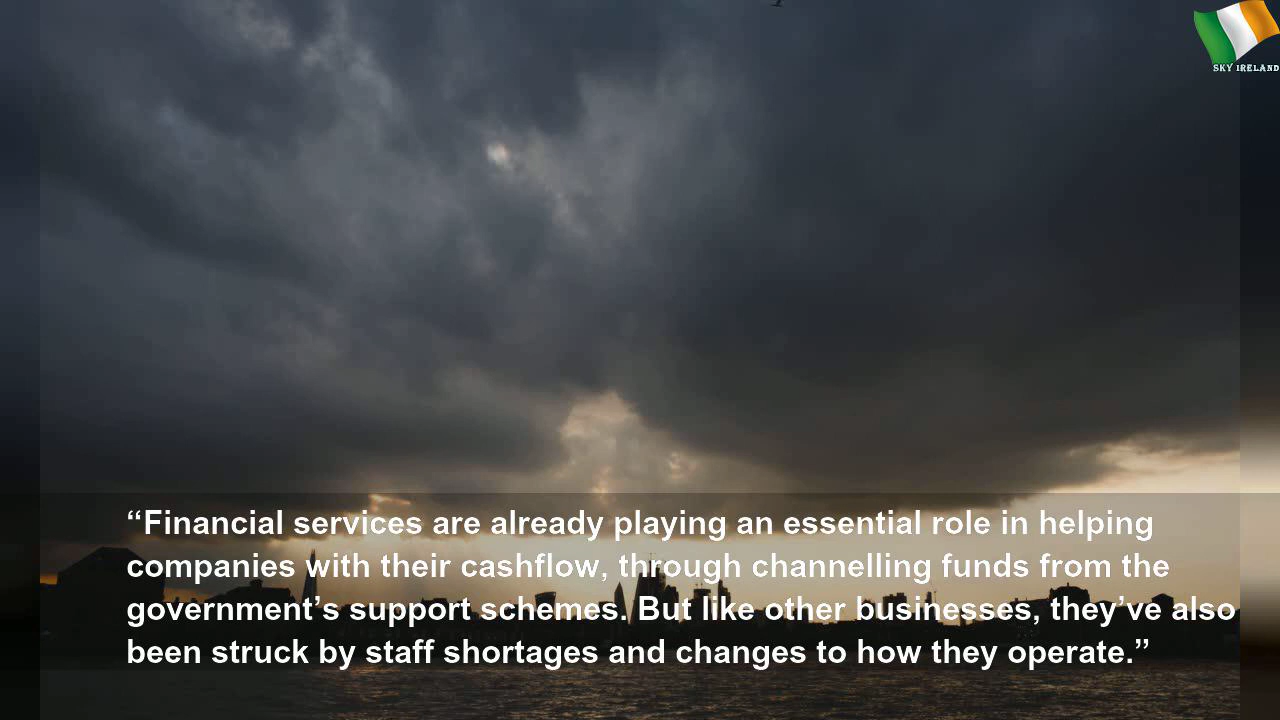 SKY IRELAND
“Financial services are already playing an essential role in helping
companies with their cashflow, through channelling funds from the
government’s support schemes. But like other businesses, they’ve also
been struck by staff shortages and changes to how they operate.”